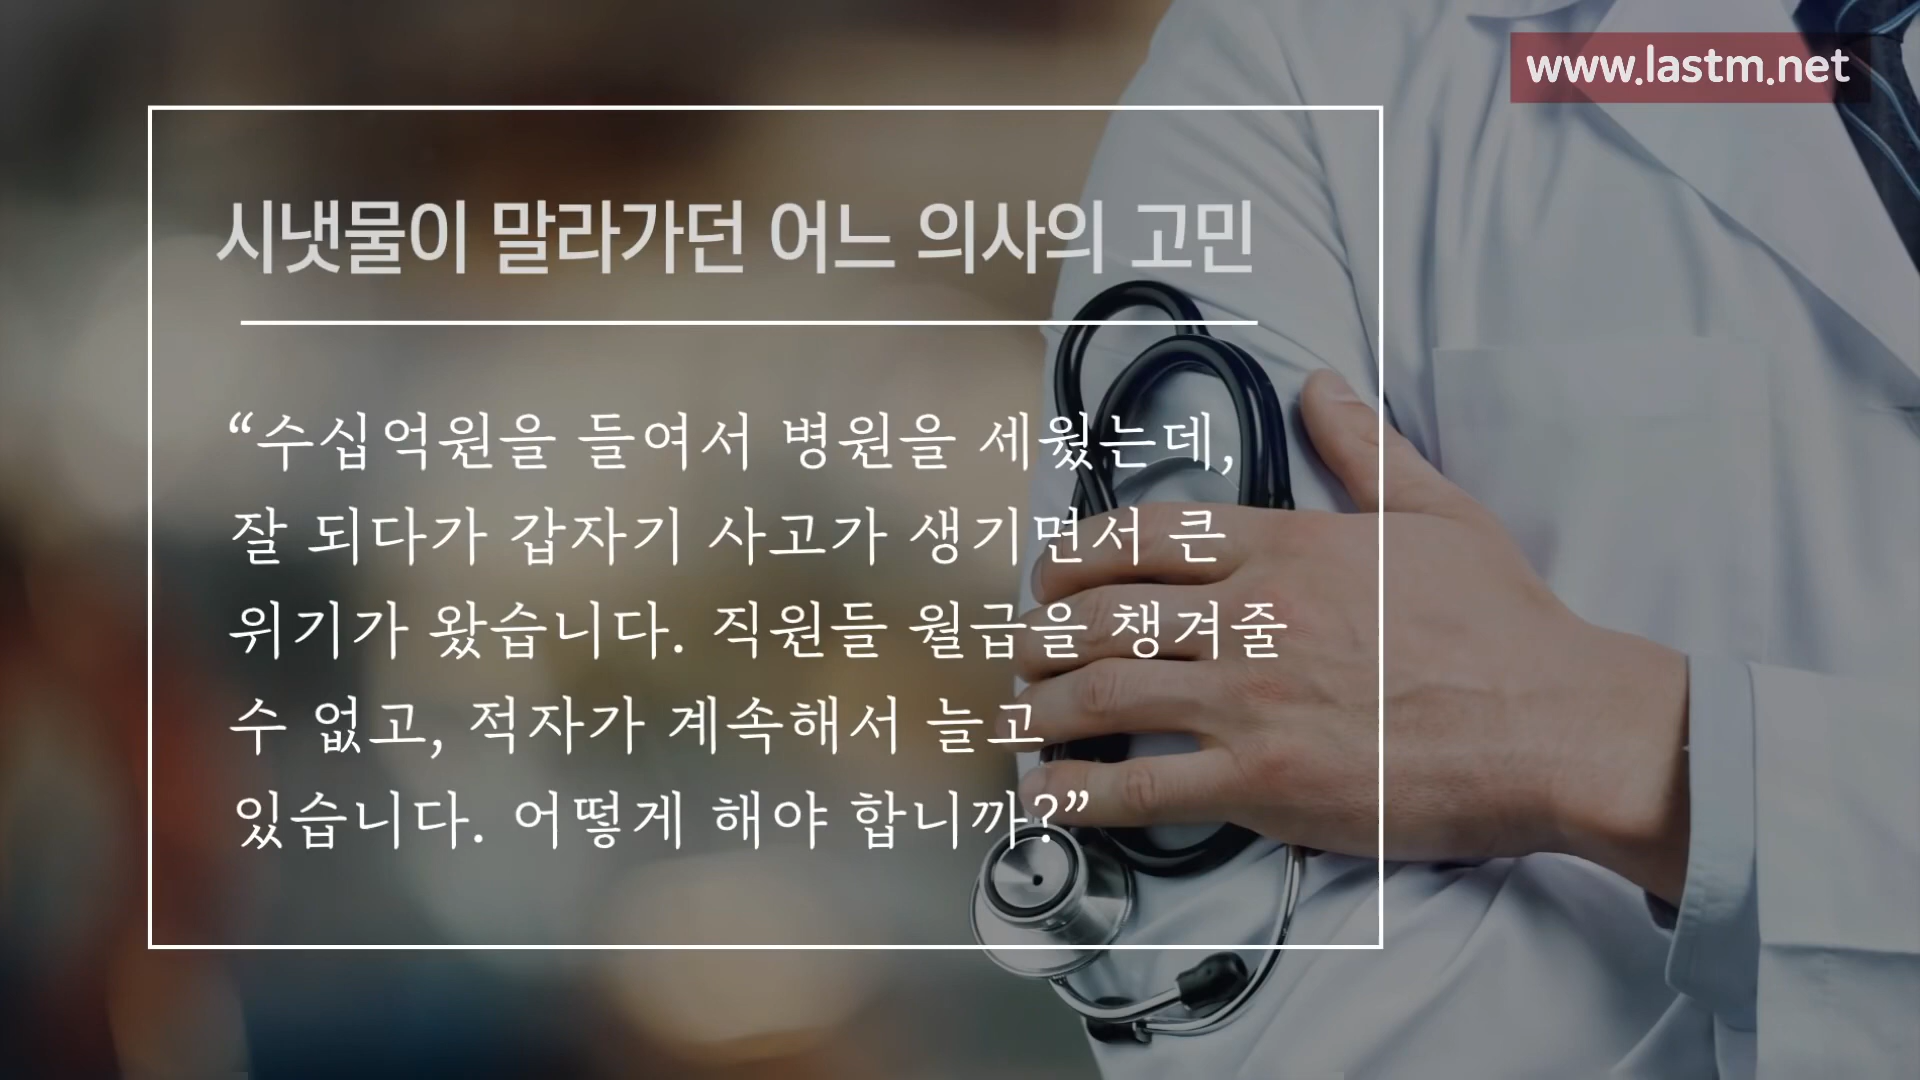 www.lastm.net
시냇물이 말라가던 어느 의사의 고민
“수십억원을 들여서 병원을 세웠는데,
잘 되다가 갑자기 사고가 생기면서 큰
위기가 왔습니다. 직원들 월급을 챙겨줄
수 없고, 적자가 계속해서 늘고
있습니다. 어떻게 해야 합니까?”